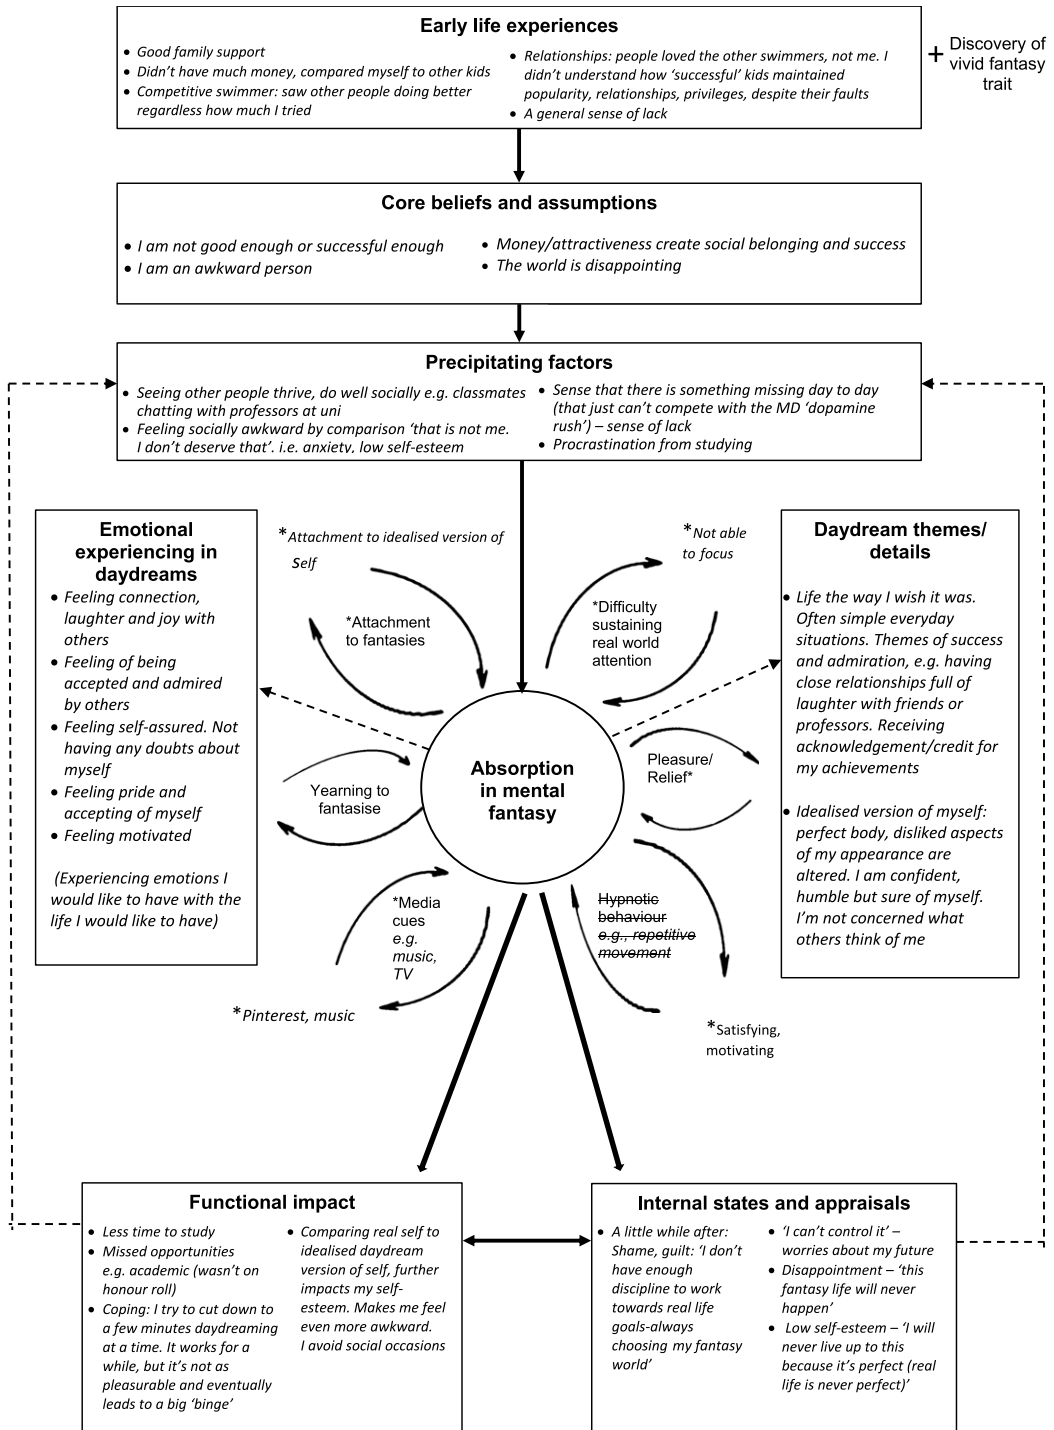 Early life experiences
• Good family support
• Didn't have much money, compared myself to other kids
• Competitive swimmer: saw other people doing better
regardless how much I tried
• Relationships: people loved the other swimmers, not me. I
didn't understand how 'successful' kids maintained
popularity, relationships, privileges, despite their faults
• A general sense of lack
+ Discovery of
vivid fantasy
trait
Core beliefs and assumptions
• I am not good enough or successful enough
• I am an awkward person
• Money/attractiveness create social belonging and success
• The world is disappointing
Precipitating factors
• Seeing other people thrive, do well socially e.g. classmates
chatting with professors at uni
• Feeling socially awkward by comparison 'that is not me.
I don't deserve that'. i.e. anxiety, low self-esteem
• Sense that there is something missing day to day
(that just can't compete with the MD 'dopamine
rush') – sense of lack
• Procrastination from studying
Emotional
experiencing in
daydreams
• Feeling connection,
laughter and joy with
others
• Feeling of being
accepted and admired
by others
• Feeling self-assured. Not
having any doubts about
myself
• Feeling pride and
accepting of myself
• Feeling motivated
(Experiencing emotions I
would like to have with the
life I would like to have)
*Attachment to idealised version of
Self
*Attachment
to fantasies
*Not able
to focus
*Difficulty
sustaining
real world
attention
Yearning to
fantasise
Absorption
in mental
fantasy
Pleasure/
Relief*
*Media
cues
e.g.
music,
TV
*Pinterest, music
Hypnotic
behaviour
e.g., repetitive
movement
*Satisfying,
motivating
Daydream themes/
details
• Life the way I wish it was.
Often simple everyday
situations. Themes of success
and admiration, e.g. having
close relationships full of
laughter with friends or
professors. Receiving
acknowledgement/credit for
my achievements
• Idealised version of myself:
perfect body, disliked aspects
of my appearance are
altered. I am confident,
humble but sure of myself.
I'm not concerned what
others think of me
Functional impact
• Less time to study
• Missed opportunities
e.g. academic (wasn't on
honour roll)
• Coping: I try to cut down to
a few minutes daydreaming
at a time. It works for a
while, but it's not as
pleasurable and eventually
leads to a big 'binge'
• Comparing real self to
idealised daydream
version of self, further
impacts my self-
esteem. Makes me feel
even more awkward.
I avoid social occasions
Internal states and appraisals
• A little while after:
Shame, guilt: 'I don't
have enough
discipline to work
towards real life
goals-always
choosing my fantasy
world'
• 'I can't control it' –
worries about my future
• Disappointment – 'this
fantasy life will never
happen'
• Low self-esteem – 'I will
never live up to this
because it's perfect (real
life is never perfect)'